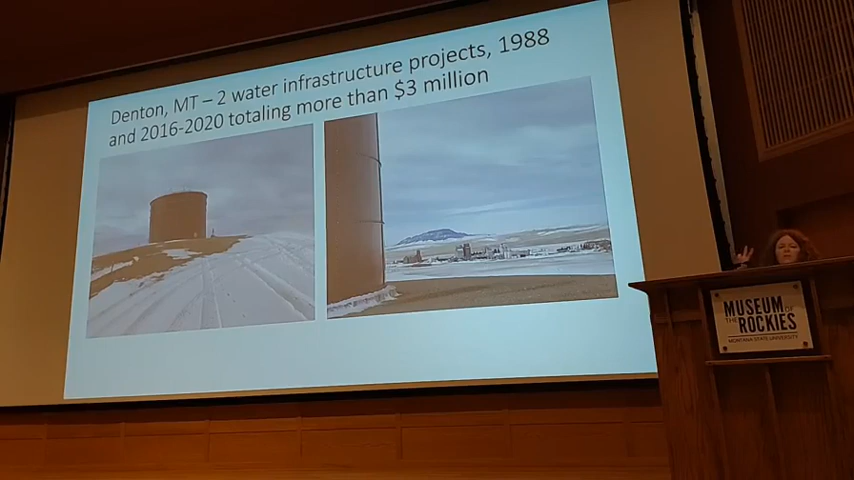 Denton, MT – 2 water infrastructure projects, 1988
and 2016-2020 totaling more than $3 million
MUSEUM OF
THE ROCKIES
MONTANA STATE UNIVERSITY